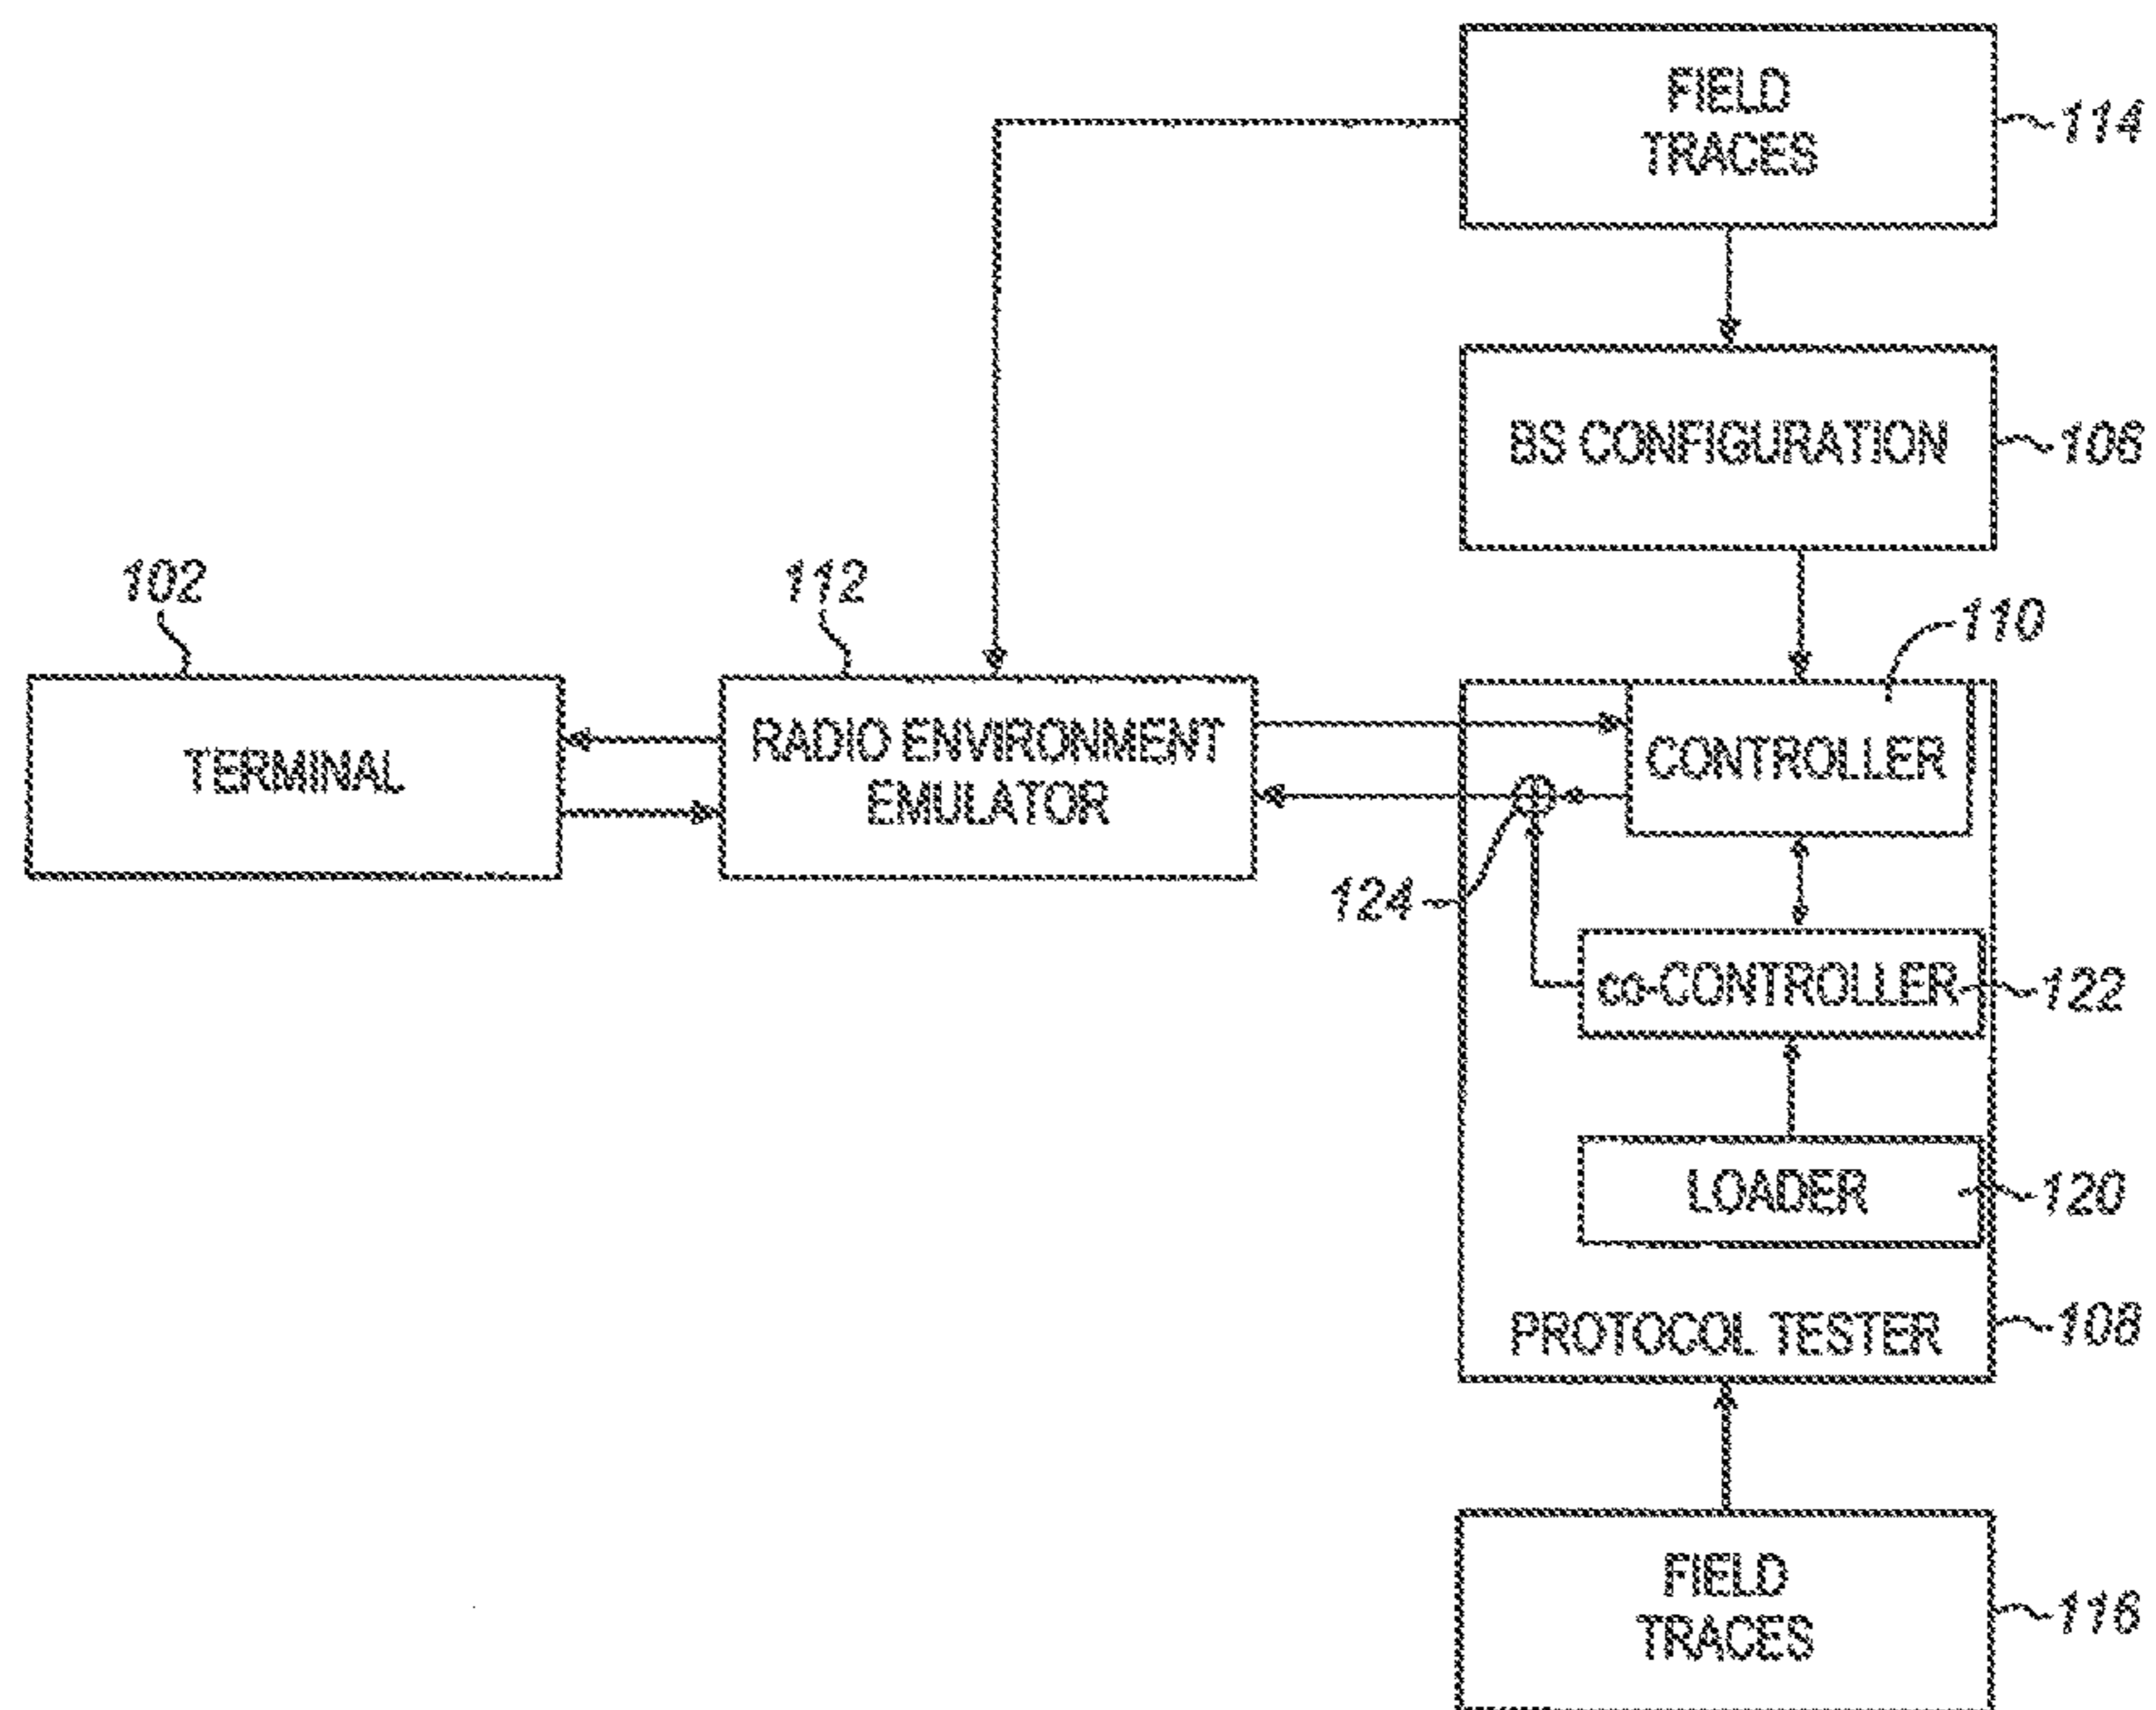 FIELD
TRACES
114
BS CONFIGURATION
106
102
112
110
TERMINAL
RADIO ENVIRONMENT
EMULATOR
CONTROLLER
124
co-CONTROLLER
122
LOADER
120
PROTOCOL TESTER
108
FIELD
TRACES
116